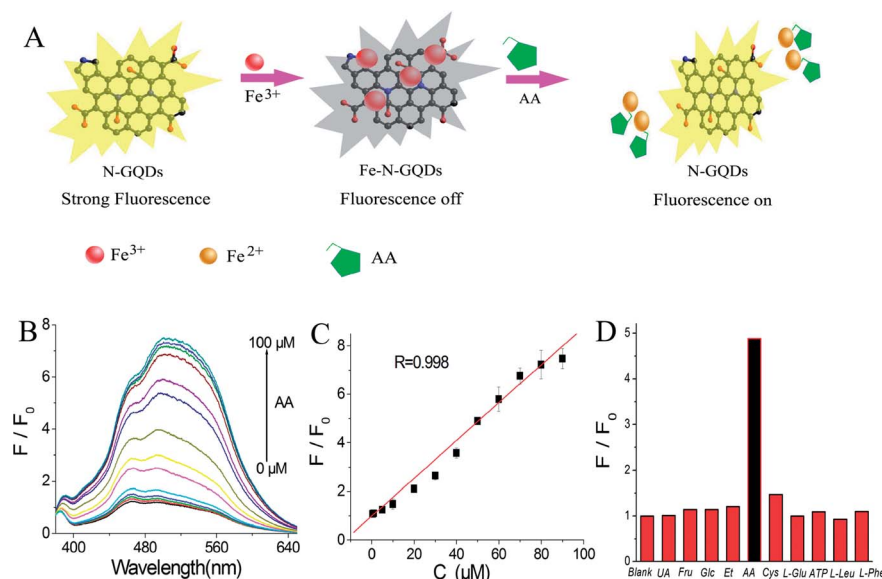 A
Fe3+
AA
N-GQDs
Fe-N-GQDs
N-GQDs
Strong Fluorescence
Fluorescence off
Fluorescence on
Fe3+
Fe2+
AA
B
F / F0
8
6
4
2
0
100 μM
AA
0 μM
400
480
560
640
Wavelength(nm)
C
F / F0
8
6
4
2
0
R=0.998
0
20
40
60
80
100
C (μM)
D
F / F0
5
4
3
2
1
0
Blank UA Fru Glc Et AA Cys L-Glu ATP L-Leu L-Phe